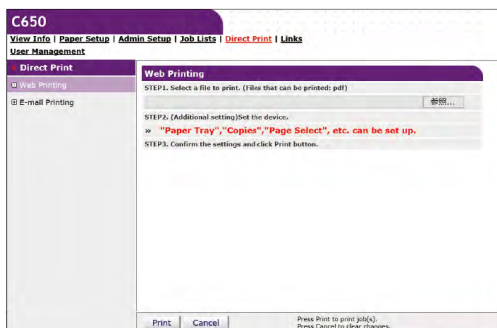 C650
View Info | Paper Setup | Admin Setup | Job Lists | Direct Print | Links
User Management
Direct Print
Web Printing
E-mail Printing
Web Printing
STEP1. Select a file to print. (Files that can be printed: pdf)
参照...
STEP2. (Additional setting)Set the device.
» "Paper Tray","Copies","Page Select", etc. can be set up.
STEP3. Confirm the settings and click Print button.
Print Cancel
Press Print to print job(s).
Press Cancel to clear changes.